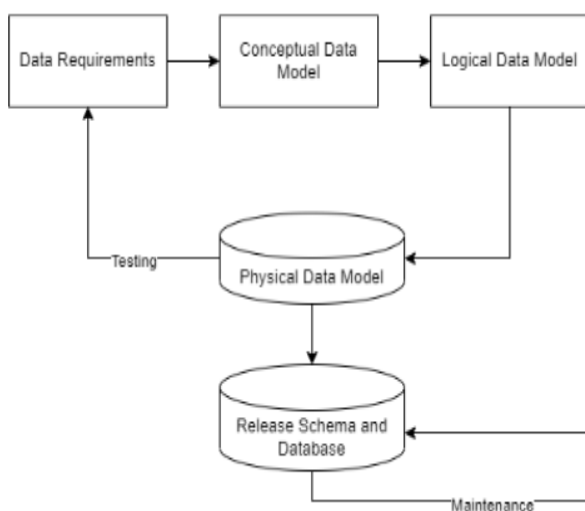 Data Requirements
Conceptual Data
Model
Logical Data Model
Testing
Physical Data Model
Release Schema and
Database
Maintenance